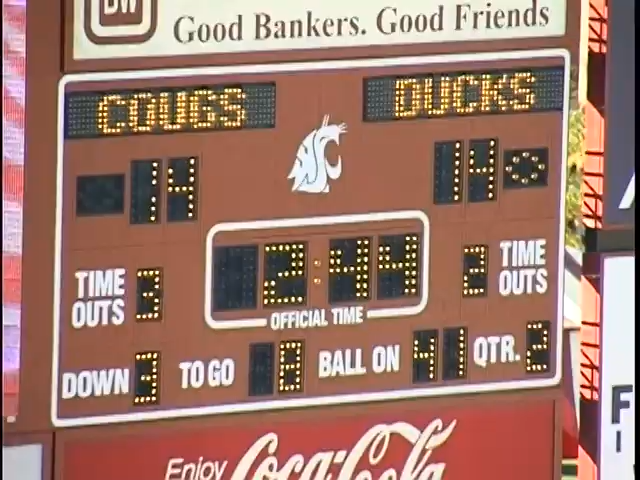 DW
Good Bankers. Good Friends
COUGS DUCKS
14 14
TIME OUTS 3
2:44
OFFICIAL TIME
2 TIME OUTS
DOWN 3 TO GO 8 BALL ON 41 QTR. 2
Enjoy
Coca-Cola